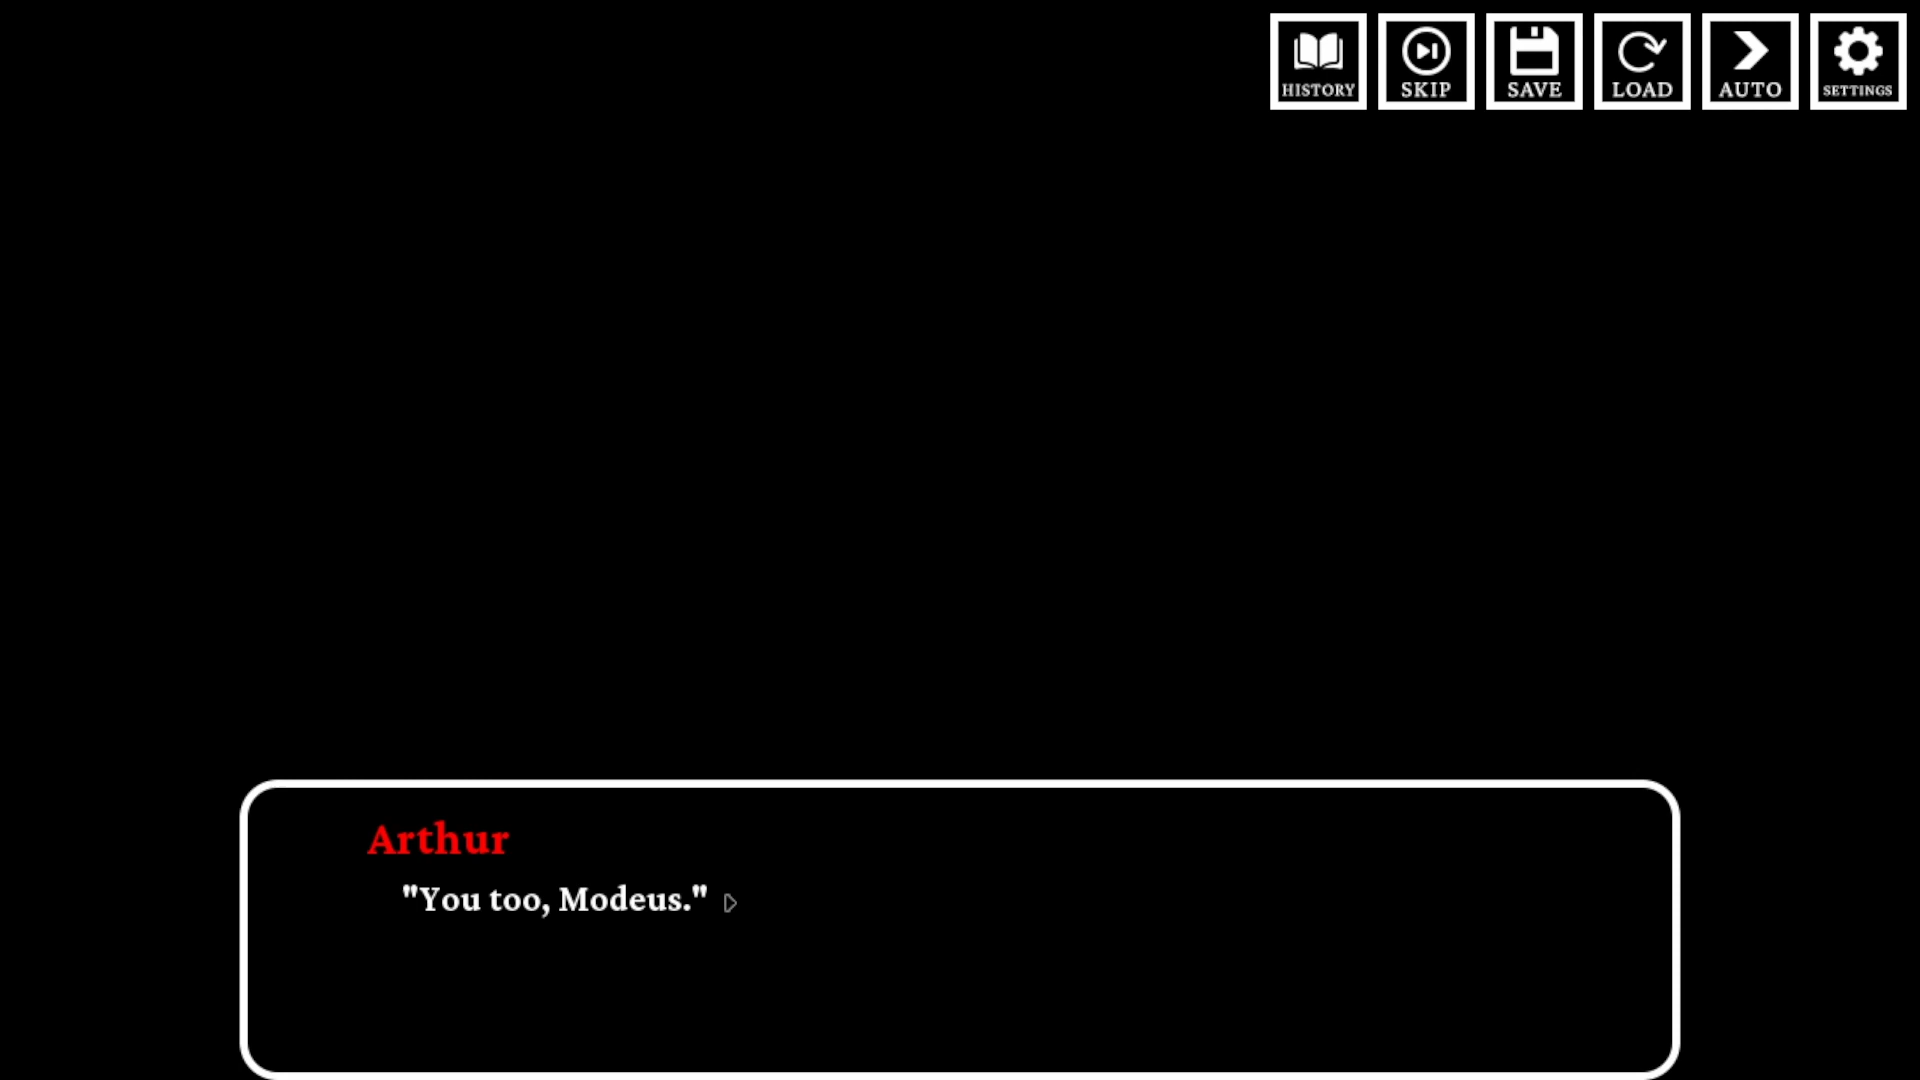 HISTORY
SKIP
SAVE
LOAD
AUTO
SETTINGS
Arthur
"You too, Modeus."